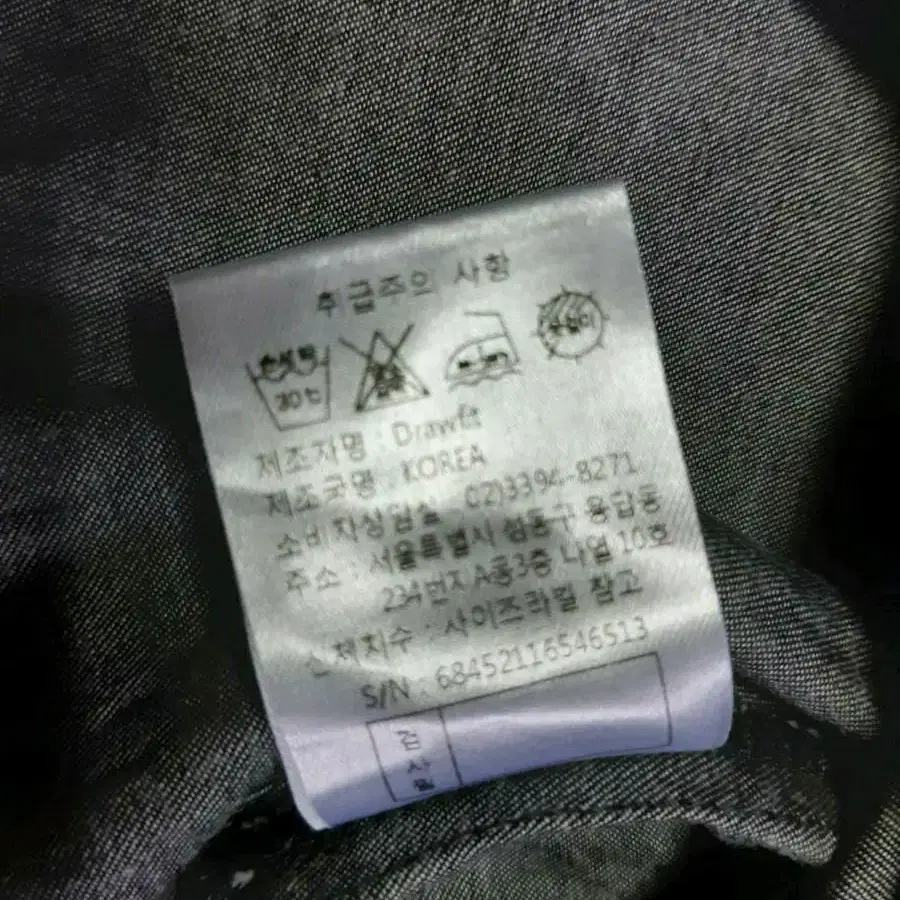 취급주의 사항
손세탁
30℃
제조자명 : Drawfit
제조국명 : KOREA
소비자상담실 02)3394-8271
주소 : 서울특별시 성동구 용답동
234번지 A동3층 나열 10호
신체치수 : 사이즈라벨 참고
S/N : 68452116546513